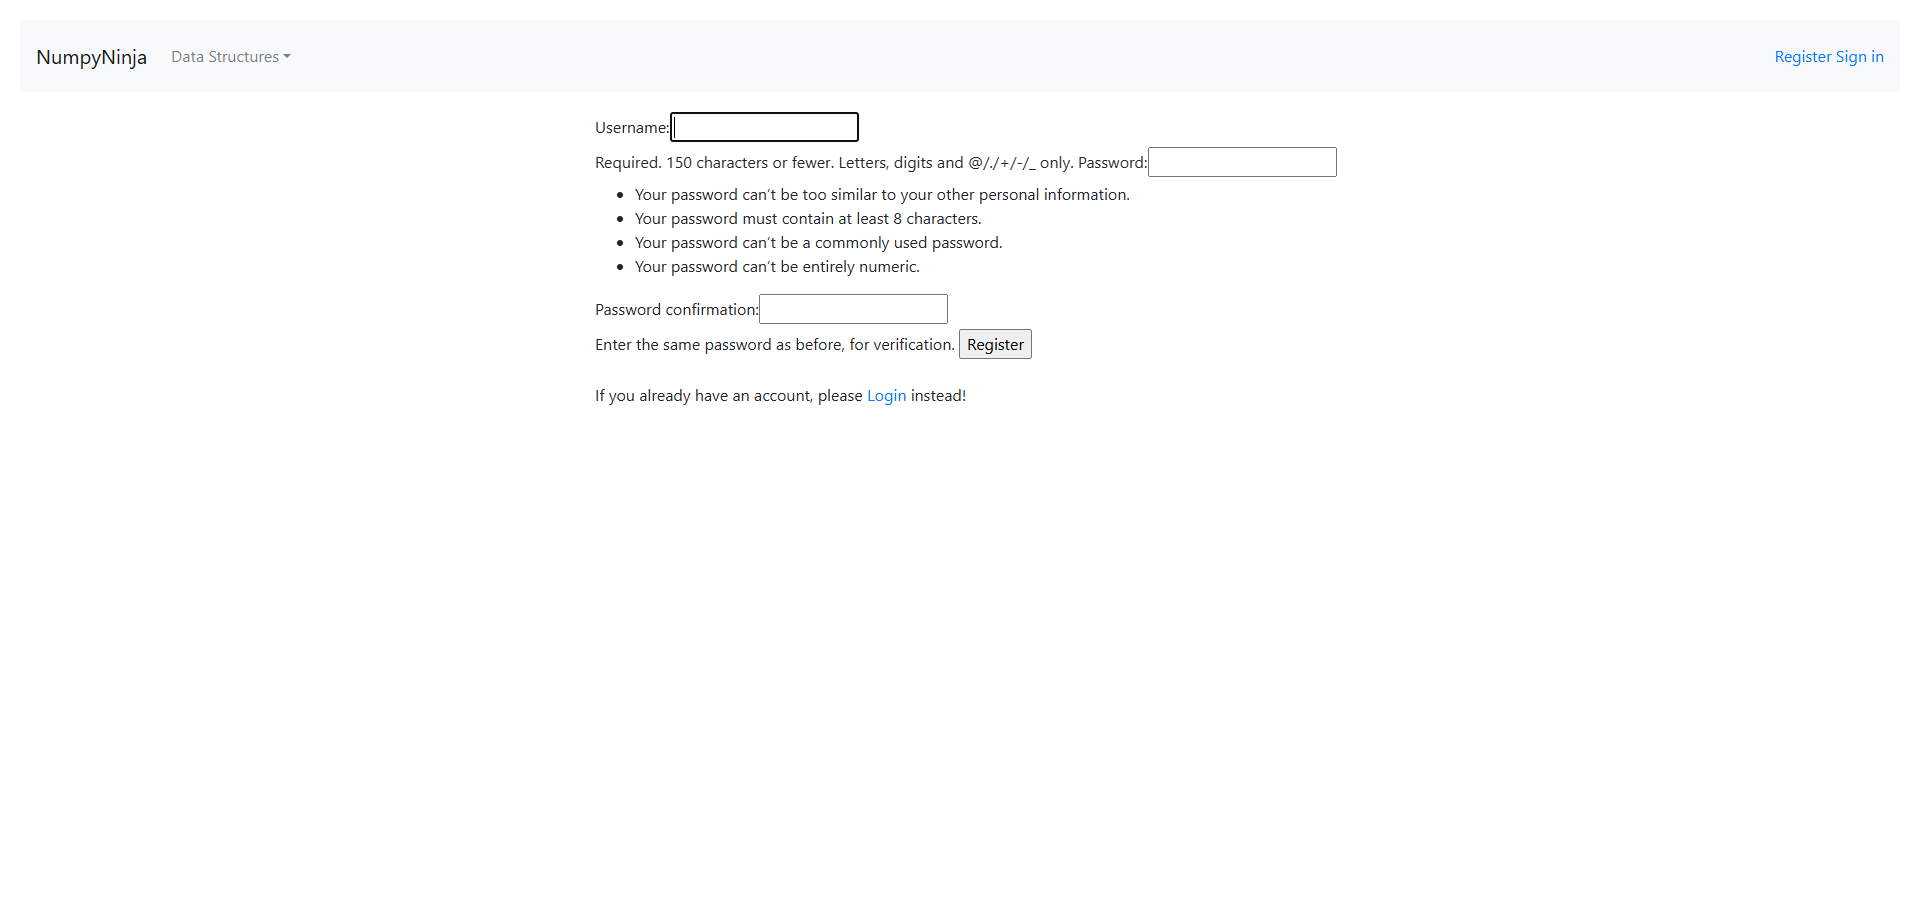 NumpyNinja Data Structures Register Sign in
Username:
Required. 150 characters or fewer. Letters, digits and @/./+/-/_ only. Password:
Your password can’t be too similar to your other personal information.
Your password must contain at least 8 characters.
Your password can’t be a commonly used password.
Your password can’t be entirely numeric.
Password confirmation:
Enter the same password as before, for verification. Register
If you already have an account, please Login instead!